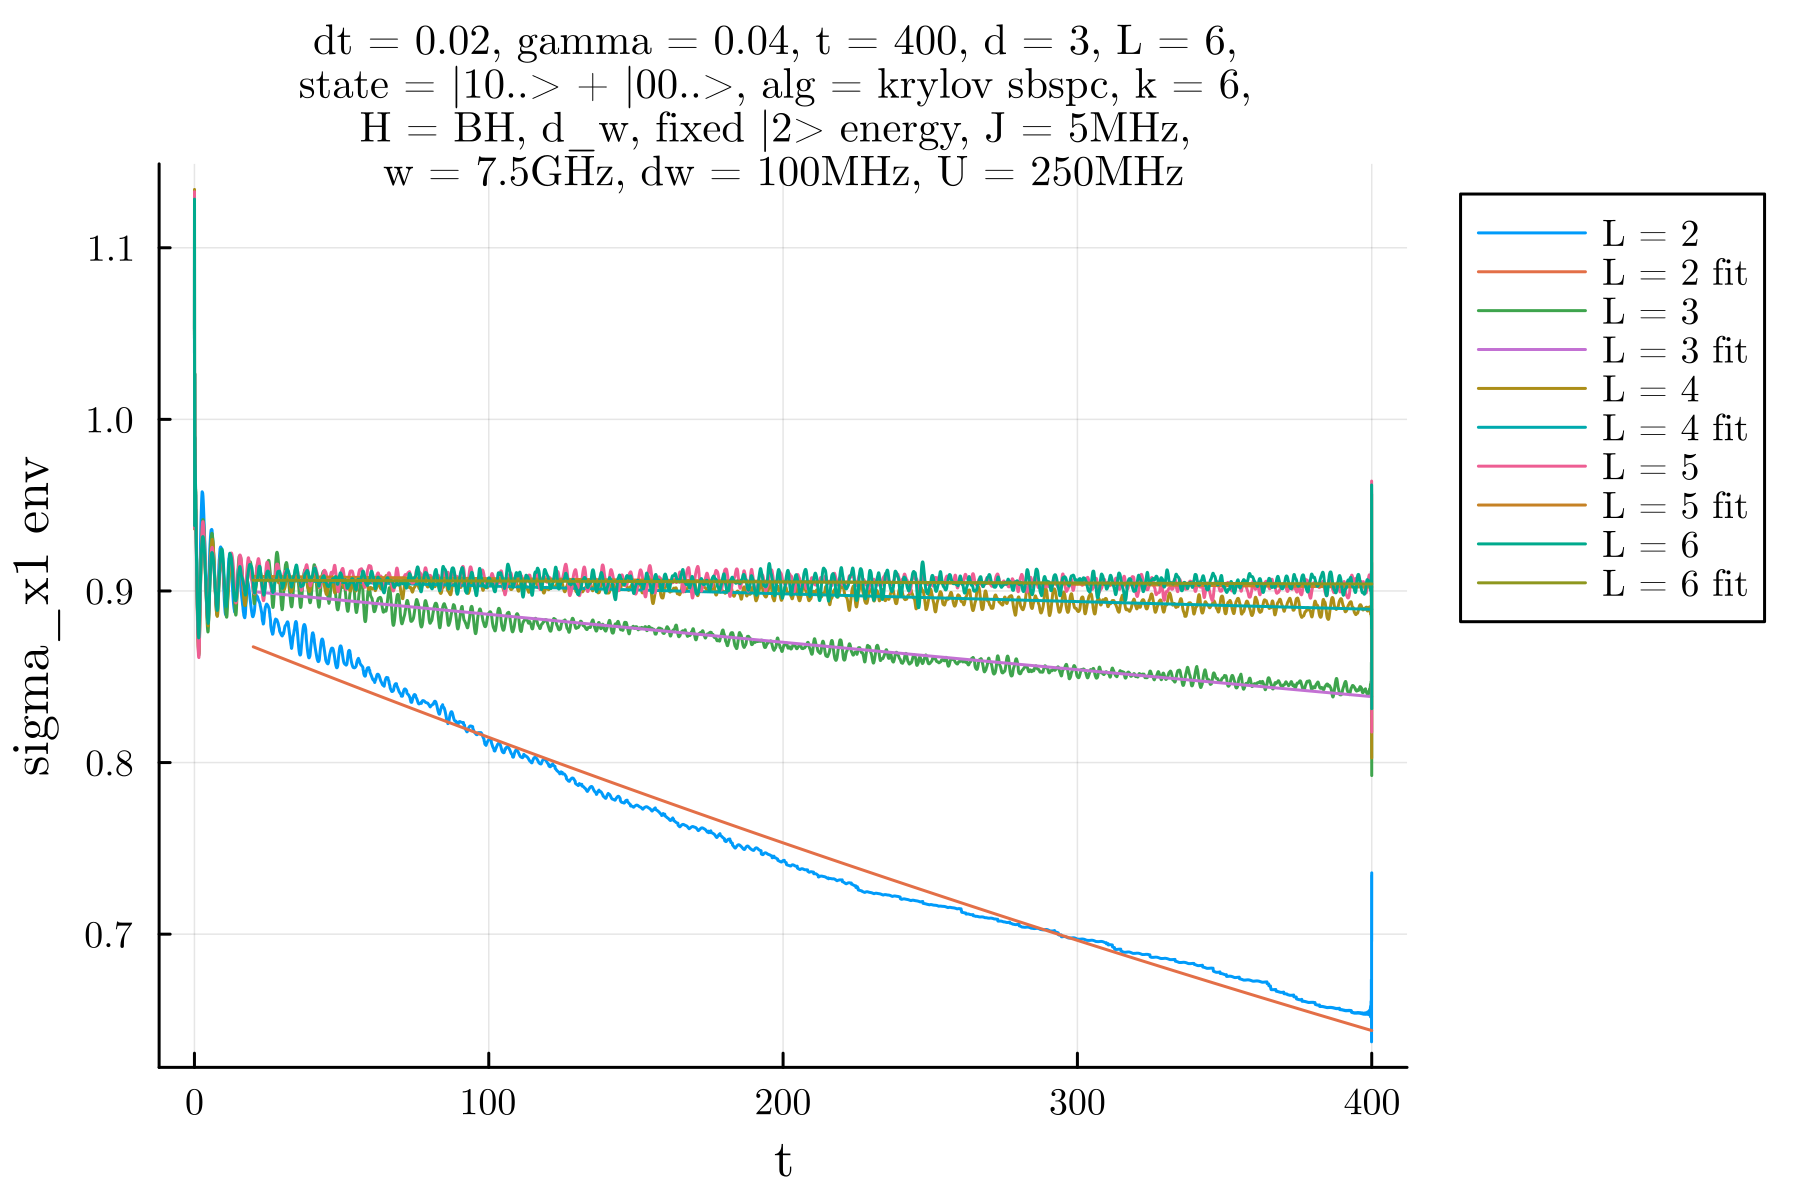 dt = 0.02, gamma = 0.04, t = 400, d = 3, L = 6,
state = |10..> + |00..>, alg = krylov sbspc, k = 6,
H = BH, d_w, fixed |2> energy, J = 5MHz,
w = 7.5GHz, dw = 100MHz, U = 250MHz
sigma_x1 env
1.1
1.0
0.9
0.8
0.7
0
100
200
300
400
t
L = 2
L = 2 fit
L = 3
L = 3 fit
L = 4
L = 4 fit
L = 5
L = 5 fit
L = 6
L = 6 fit